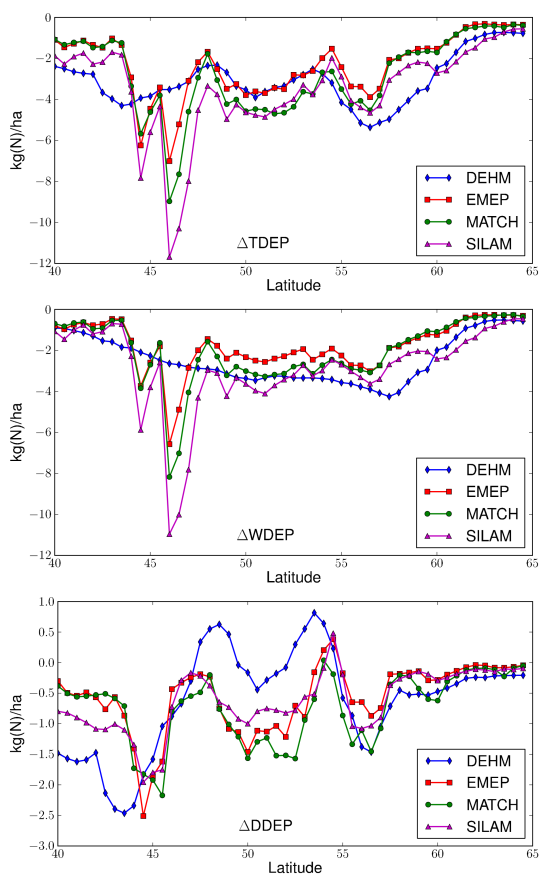 0
−2
−4
−6
−8
−10
−12
kg(N)/ha
ΔTDEP
DEHM
EMEP
MATCH
SILAM
40 45 50 55 60 65
Latitude
0
−2
−4
−6
−8
−10
−12
kg(N)/ha
ΔWDEP
DEHM
EMEP
MATCH
SILAM
40 45 50 55 60 65
Latitude
1.0
0.5
0.0
−0.5
−1.0
−1.5
−2.0
−2.5
−3.0
kg(N)/ha
ΔDDEP
DEHM
EMEP
MATCH
SILAM
40 45 50 55 60 65
Latitude